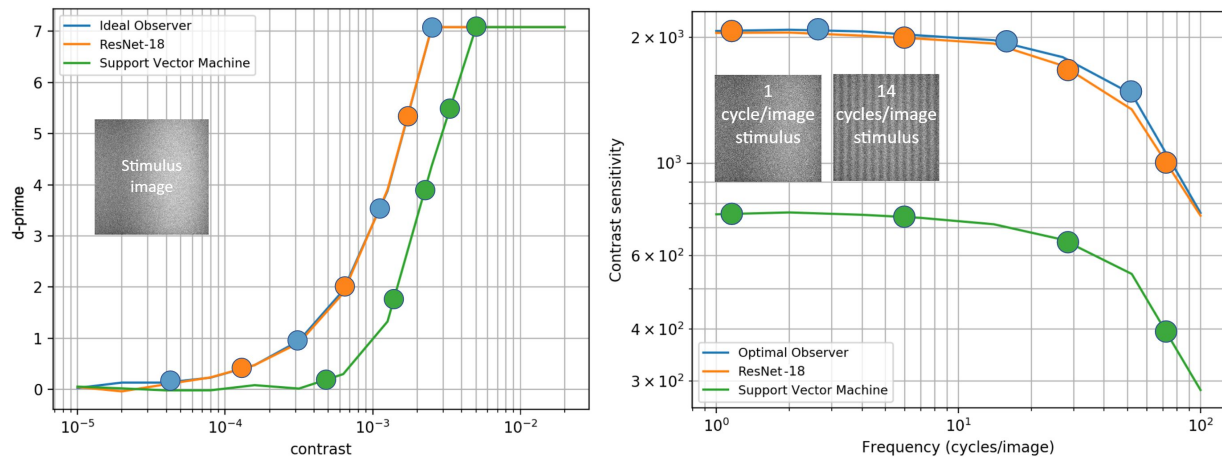 7
6
5
4
3
2
1
0
d-prime
Ideal Observer
ResNet-18
Support Vector Machine
Stimulus
image
10⁻⁵
10⁻⁴
10⁻³
10⁻²
contrast
2 × 10³
10³
6 × 10²
4 × 10²
3 × 10²
Contrast sensitivity
1
cycle/image
stimulus
14
cycles/image
stimulus
Optimal Observer
ResNet-18
Support Vector Machine
10⁰
10¹
10²
Frequency (cycles/image)